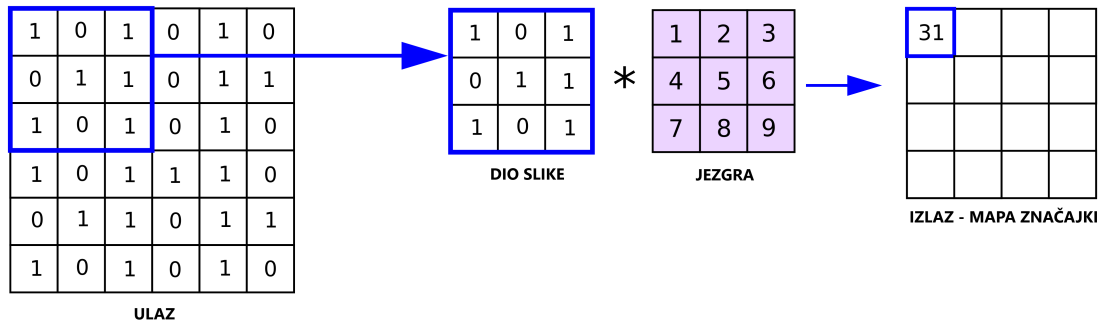 1 0 1 0 1 0
0 1 1 0 1 1
1 0 1 0 1 0
1 0 1 1 1 0
0 1 1 0 1 1
1 0 1 0 1 0
ULAZ
1 0 1
0 1 1
1 0 1
DIO SLIKE
*
1 2 3
4 5 6
7 8 9
JEZGRA
31
IZLAZ - MAPA ZNAČAJKI